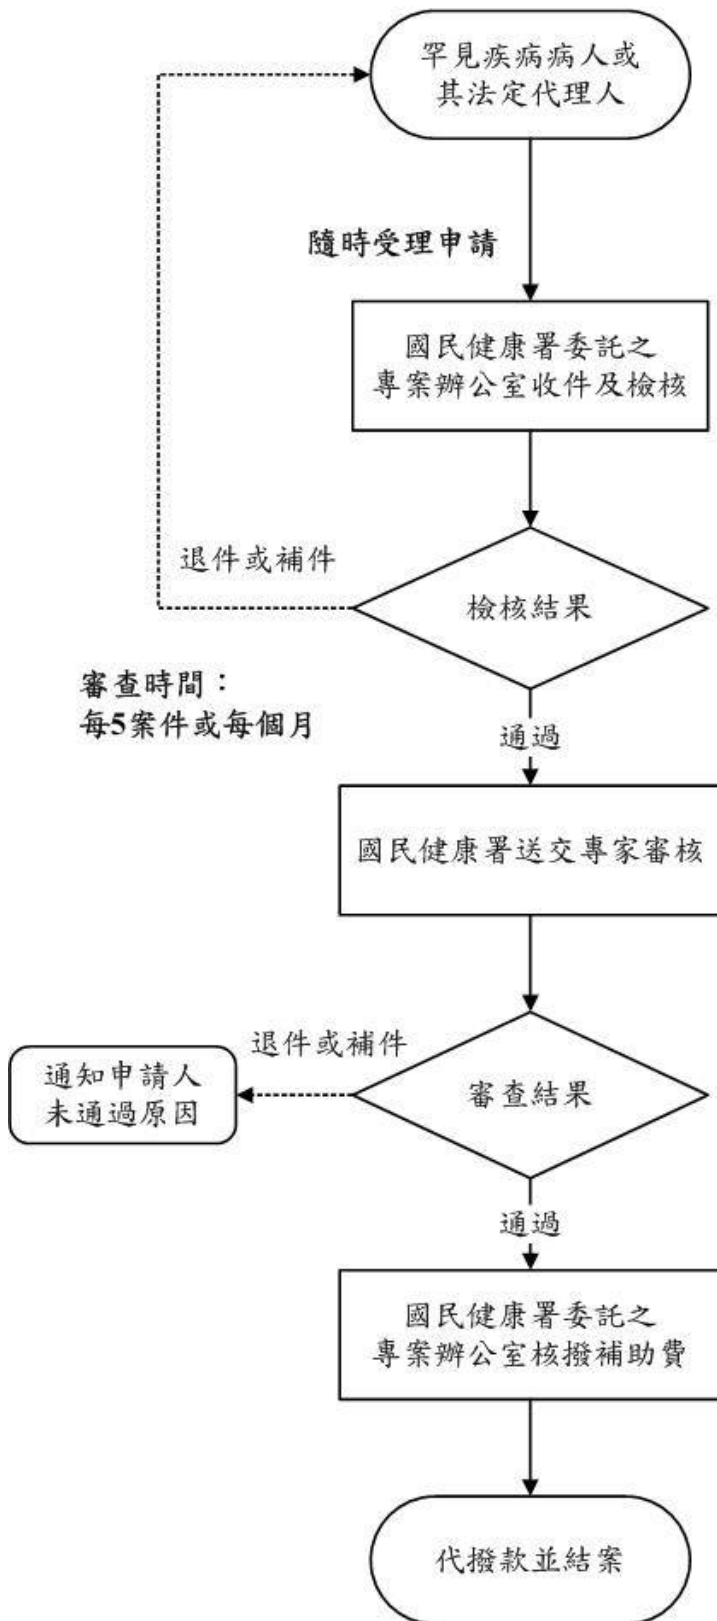 罕見疾病病人或
其法定代理人
隨時受理申請
國民健康署委託之
專案辦公室收件及檢核
退件或補件
檢核結果
審查時間：
每5案件或每個月
通過
國民健康署送交專家審核
退件或補件
通知申請人
未通過原因
審查結果
通過
國民健康署委託之
專案辦公室核撥補助費
代撥款並結案